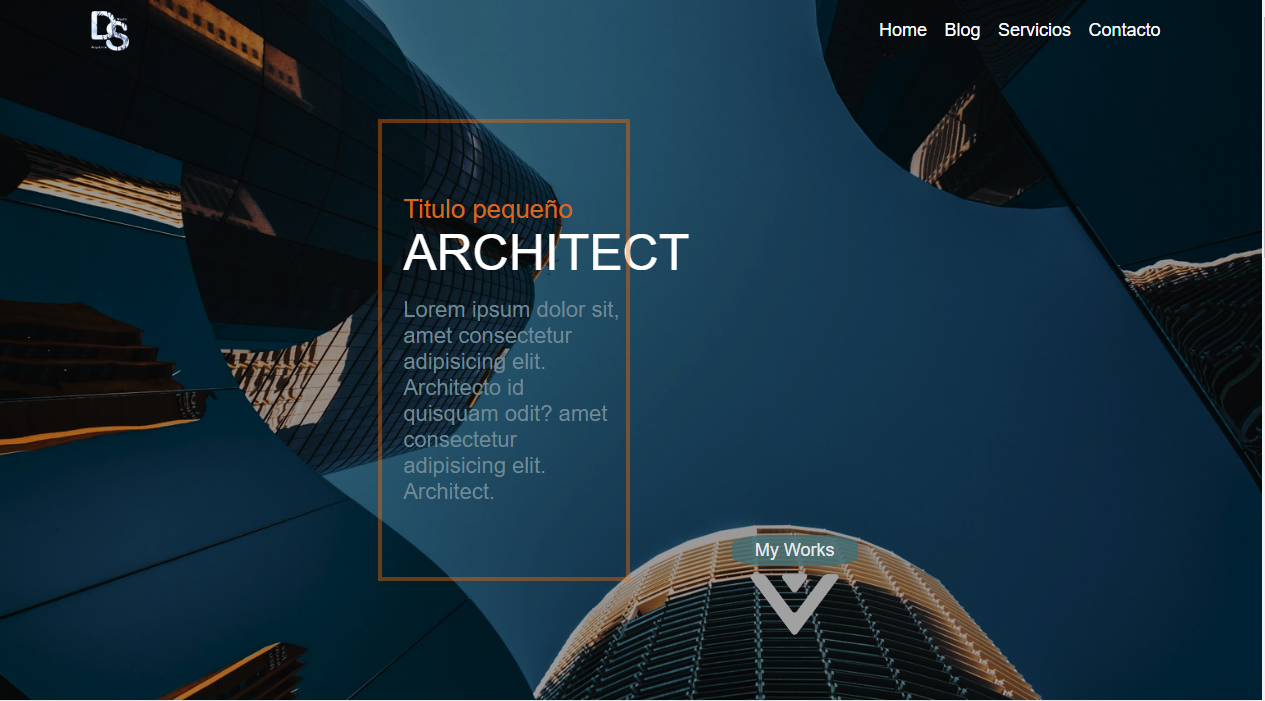 DS
Home Blog Servicios Contacto
Titulo pequeño
ARCHITECT
Lorem ipsum dolor sit,
amet consectetur
adipisicing elit.
Architecto id
quisquam odit? amet
consectetur
adipisicing elit.
Architect.
My Works